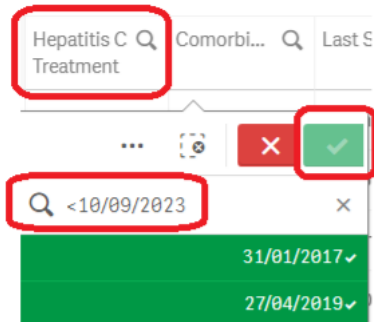 Hepatitis C Comorbi... Last S
Treatment
...
<10/09/2023
31/01/2017
27/04/2019